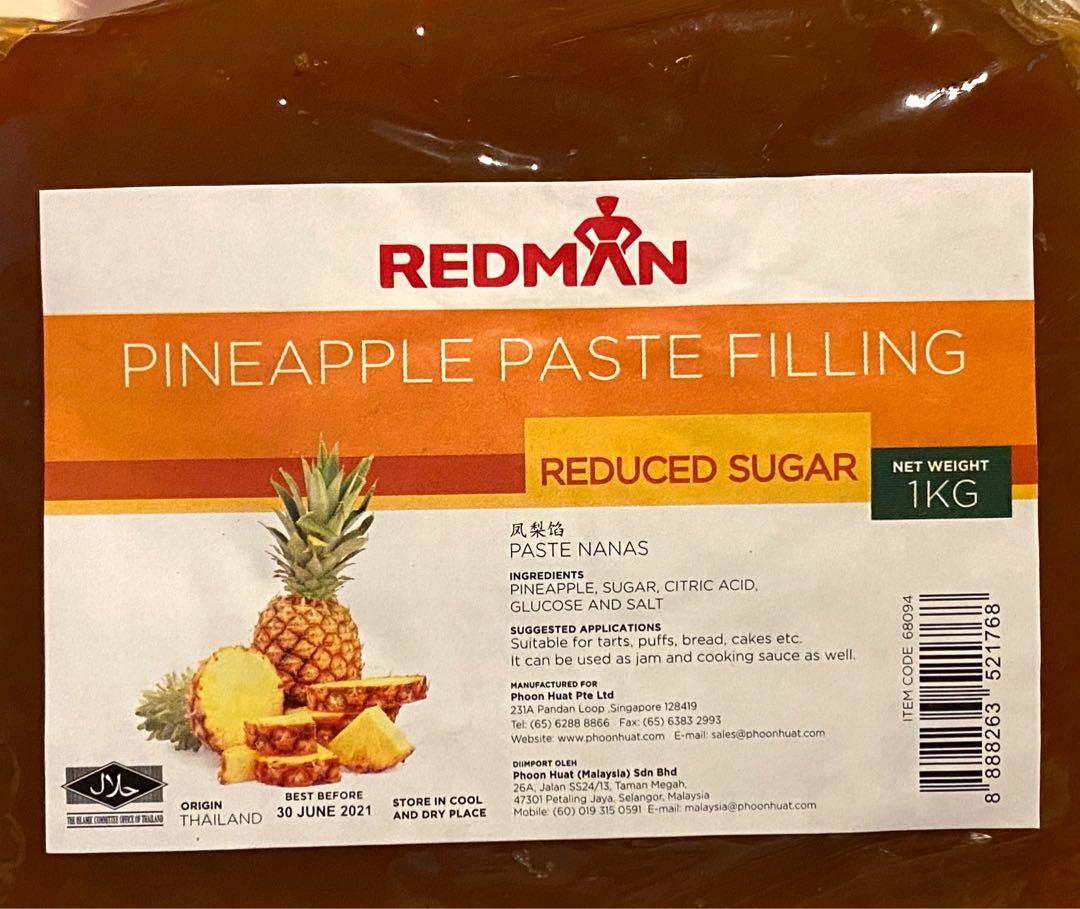 REDMAN
PINEAPPLE PASTE FILLING
REDUCED SUGAR
NET WEIGHT
1KG
凤梨馅
PASTE NANAS
INGREDIENTS
PINEAPPLE, SUGAR, CITRIC ACID,
GLUCOSE AND SALT
SUGGESTED APPLICATIONS
Suitable for tarts, puffs, bread, cakes etc.
It can be used as jam and cooking sauce as well.
MANUFACTURED FOR
Phoon Huat Pte Ltd
231A Pandan Loop ,Singapore 128419
Tel: (65) 6288 8866 Fax: (65) 6383 2993
Website: www.phoonhuat.com E-mail: sales@phoonhuat.com
DIIMPORT OLEH
Phoon Huat (Malaysia) Sdn Bhd
26A, Jalan SS24/13, Taman Megah,
47301 Petaling Jaya, Selangor, Malaysia
Mobile: (60) 019 315 0591 E-mail: malaysia@phoonhuat.com
حلال
THE ISLAMIC COMMITTEE OFFICE OF THAILAND
ORIGIN
THAILAND
BEST BEFORE
30 JUNE 2021
STORE IN COOL
AND DRY PLACE
ITEM CODE 68094
8 888263 521768